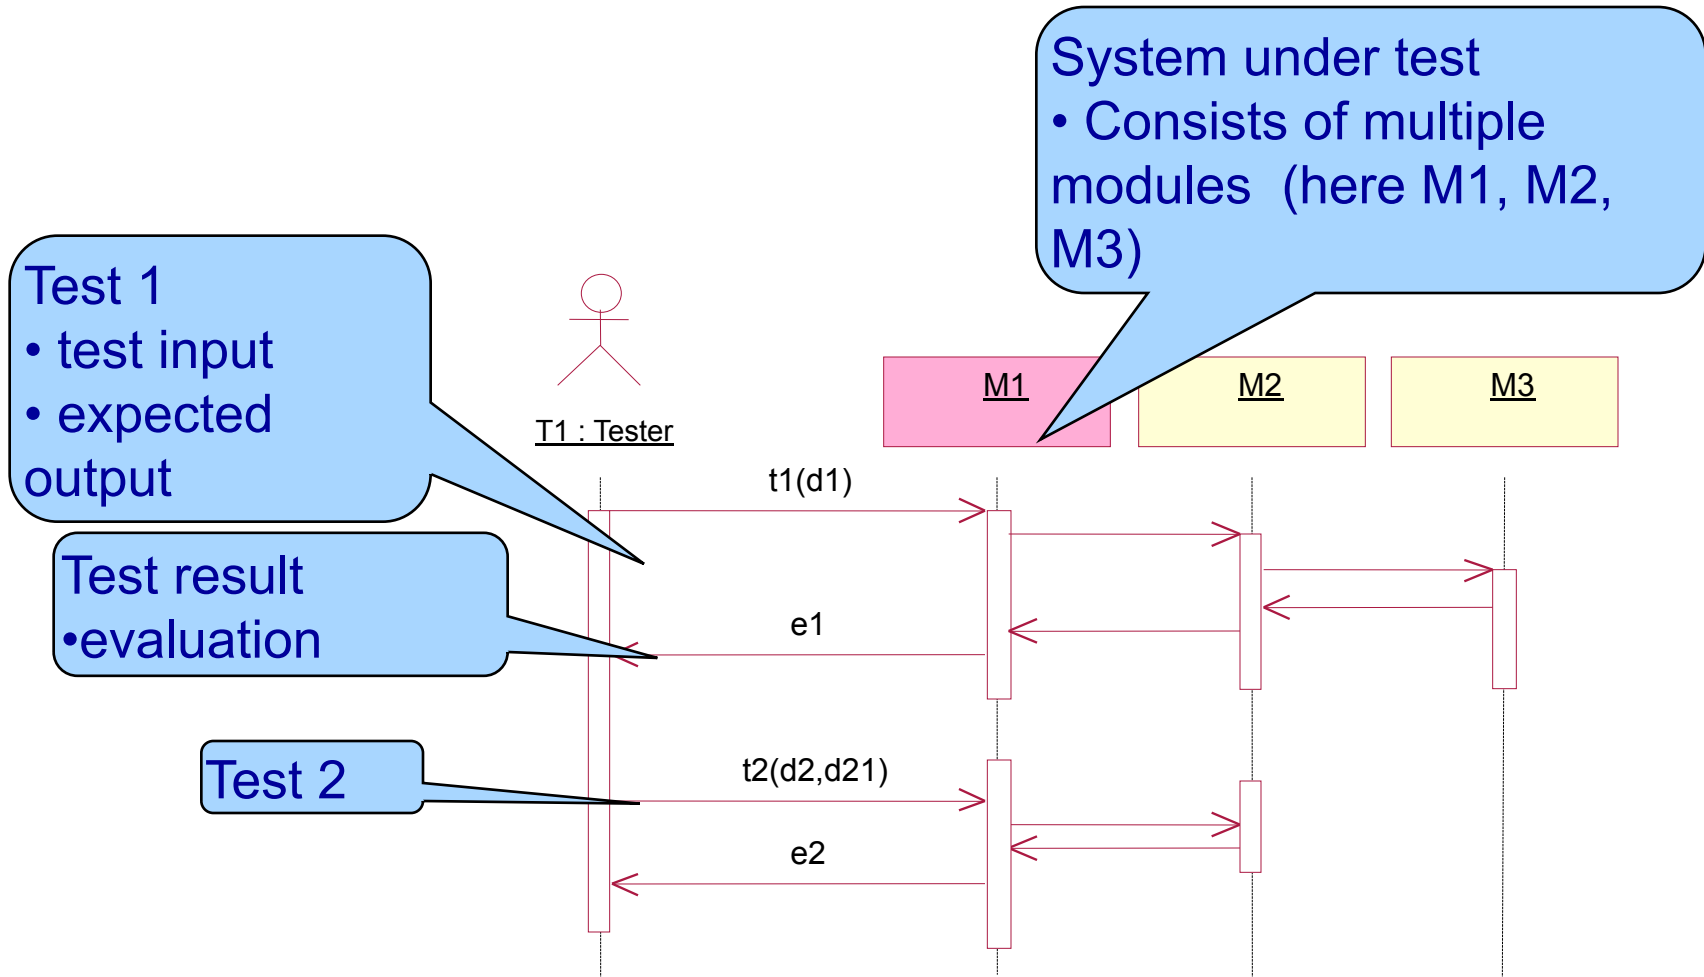 System under test
• Consists of multiple
modules (here M1, M2,
M3)
Test 1
• test input
• expected
output
T1 : Tester
M1
M2
M3
t1(d1)
Test result
•evaluation
e1
Test 2
t2(d2,d21)
e2